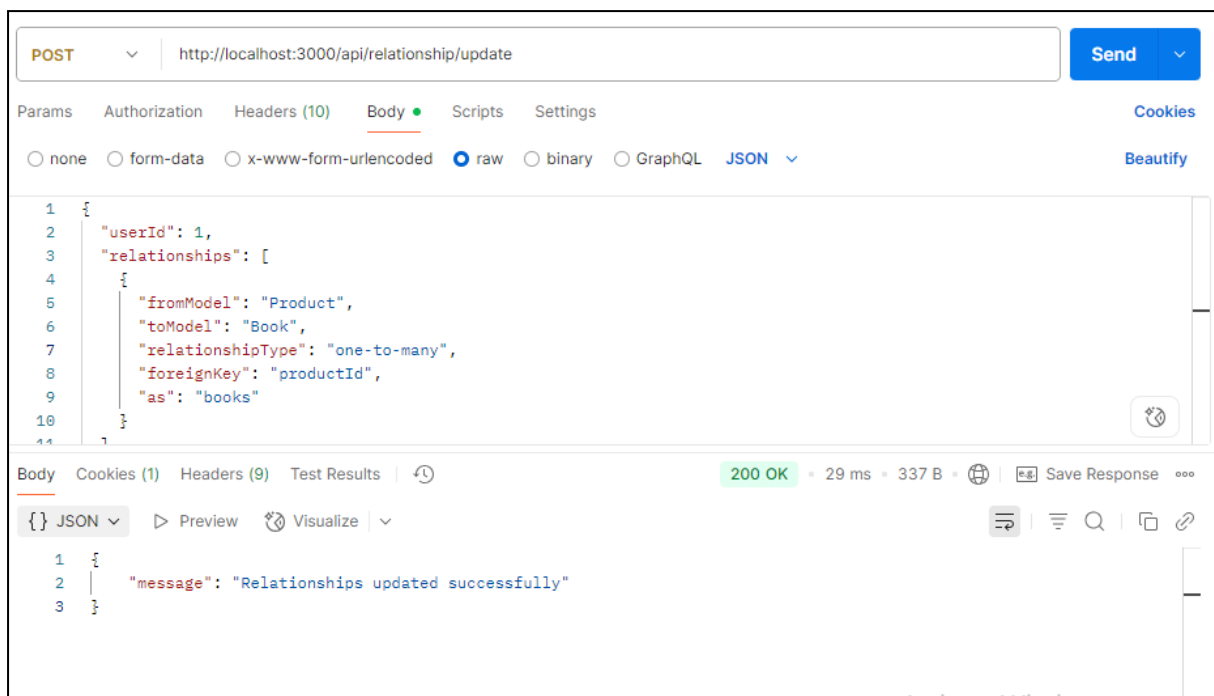 POST http://localhost:3000/api/relationship/update Send
Params Authorization Headers (10) Body Scripts Settings Cookies
none form-data x-www-form-urlencoded raw binary GraphQL JSON Beautify
1 {
2 "userId": 1,
3 "relationships": [
4 {
5 "fromModel": "Product",
6 "toModel": "Book",
7 "relationshipType": "one-to-many",
8 "foreignKey": "productId",
9 "as": "books"
10 }
11 ]
Body Cookies (1) Headers (9) Test Results 200 OK • 29 ms • 337 B • e.g. Save Response
{} JSON Preview Visualize
1 {
2 "message": "Relationships updated successfully"
3 }